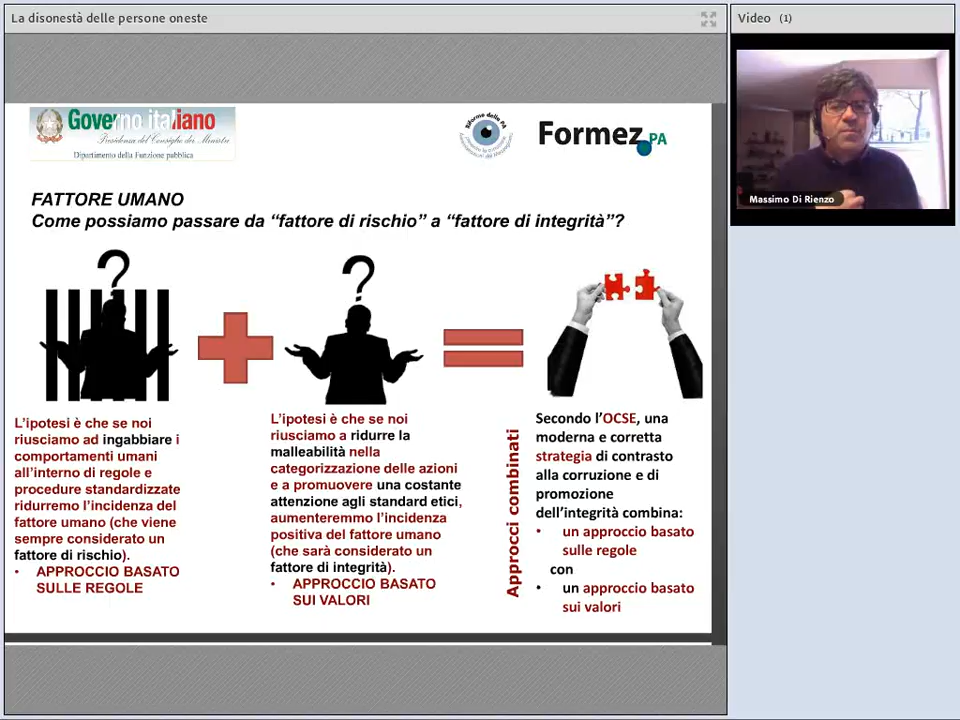 La disonestà delle persone oneste
Video (1)
Massimo Di Rienzo
Governo italiano
Presidenza del Consiglio dei Ministri
Dipartimento della Funzione pubblica
Riforme della PA
Formez PA
FATTORE UMANO
Come possiamo passare da “fattore di rischio” a “fattore di integrità”?
?
?
L’ipotesi è che se noi
riusciamo ad ingabbiare i
comportamenti umani
all’interno di regole e
procedure standardizzate
ridurremo l’incidenza del
fattore umano (che viene
sempre considerato un
fattore di rischio).
• APPROCCIO BASATO
SULLE REGOLE
L’ipotesi è che se noi
riusciamo a ridurre la
malleabilità nella
categorizzazione delle azioni
e a promuovere una costante
attenzione agli standard etici,
aumenteremmo l’incidenza
positiva del fattore umano
(che sarà considerato un
fattore di integrità).
• APPROCCIO BASATO
SUI VALORI
Approcci combinati
Secondo l’OCSE, una
moderna e corretta
strategia di contrasto
alla corruzione e di
promozione
dell’integrità combina:
• un approccio basato
sulle regole
con
• un approccio basato
sui valori